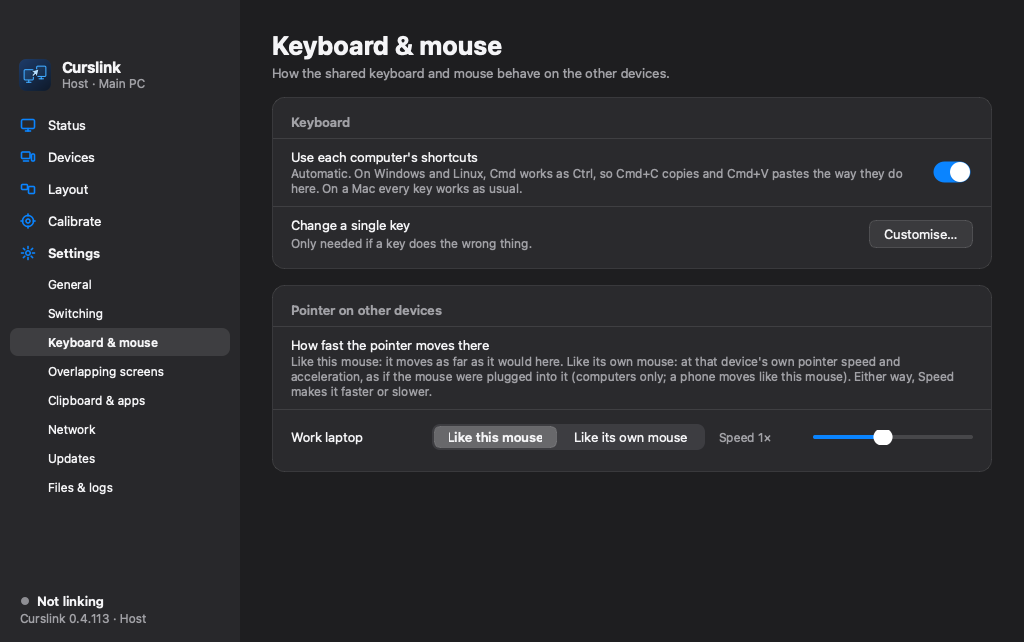 Curslink
Host · Main PC
Status
Devices
Layout
Calibrate
Settings
General
Switching
Keyboard & mouse
Overlapping screens
Clipboard & apps
Network
Updates
Files & logs
Not linking
Curslink 0.4.113 · Host
Keyboard & mouse
How the shared keyboard and mouse behave on the other devices.
Keyboard
Use each computer's shortcuts
Automatic. On Windows and Linux, Cmd works as Ctrl, so Cmd+C copies and Cmd+V pastes the way they do
here. On a Mac every key works as usual.
Change a single key
Only needed if a key does the wrong thing.
Customise...
Pointer on other devices
How fast the pointer moves there
Like this mouse: it moves as far as it would here. Like its own mouse: at that device's own pointer speed and
acceleration, as if the mouse were plugged into it (computers only; a phone moves like this mouse). Either way, Speed
makes it faster or slower.
Work laptop
Like this mouse
Like its own mouse
Speed 1×